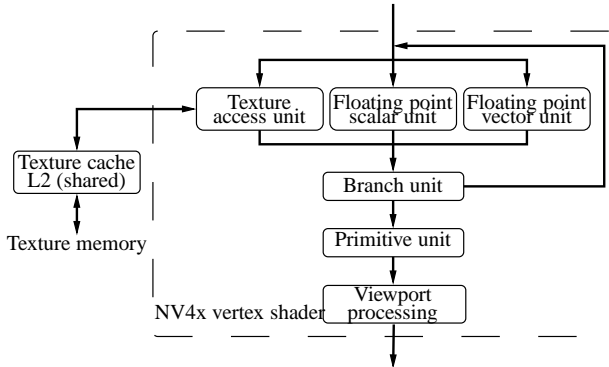 Texture
access unit
Floating point
scalar unit
Floating point
vector unit
Texture cache
L2 (shared)
Branch unit
Texture memory
Primitive unit
Viewport
processing
NV4x vertex shader